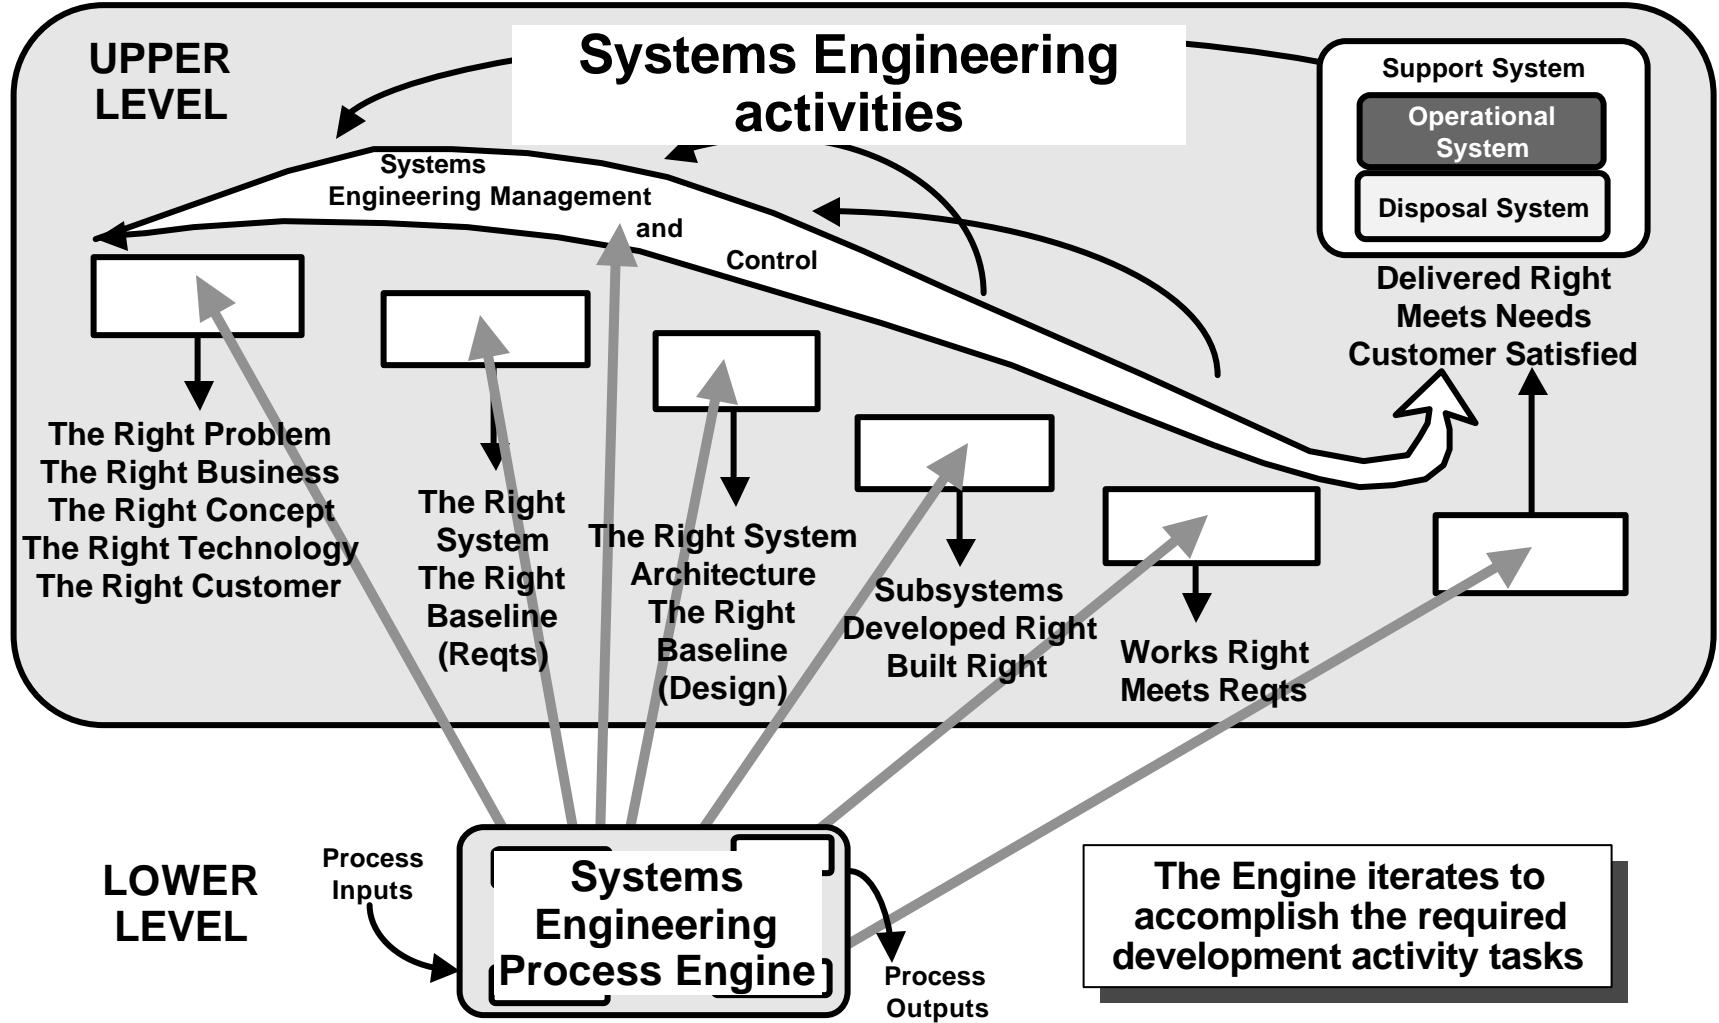 UPPER
LEVEL
Systems Engineering
activities
Support System
Operational
System
Disposal System
Delivered Right
Meets Needs
Customer Satisfied
Systems
Engineering Management
and
Control
The Right Problem
The Right Business
The Right Concept
The Right Technology
The Right Customer
The Right
System
The Right
Baseline
(Reqts)
The Right System
Architecture
The Right
Baseline
(Design)
Subsystems
Developed Right
Built Right
Works Right
Meets Reqts
LOWER
LEVEL
Process
Inputs
Systems
Engineering
Process Engine
Process
Outputs
The Engine iterates to
accomplish the required
development activity tasks